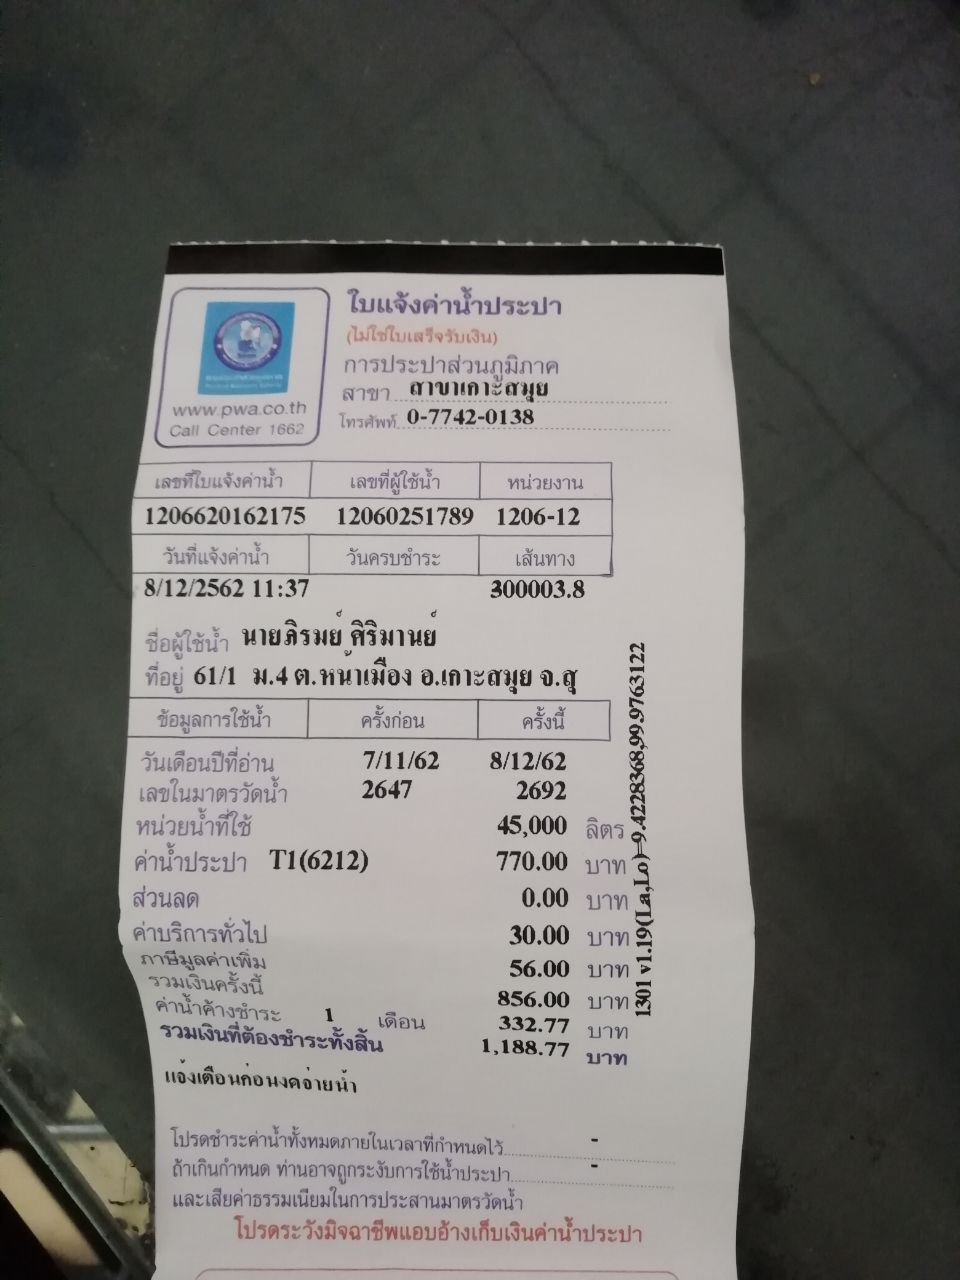 ใบแจ้งค่าน้ำประปา
(ไม่ใช่ใบเสร็จรับเงิน)
การประปาส่วนภูมิภาค
สาขา สาขาเกาะสมุย
โทรศัพท์ 0-7742-0138
www.pwa.co.th
Call Center 1662
เลขที่ใบแจ้งค่าน้ำ เลขที่ผู้ใช้น้ำ หน่วยงาน
1206620162175 12060251789 1206-12
วันที่แจ้งค่าน้ำ วันครบชำระ เส้นทาง
8/12/2562 11:37 300003.8
ชื่อผู้ใช้น้ำ นายภิรมย์ ศิริมานย์
ที่อยู่ 61/1 ม.4 ต.หน้าเมือง อ.เกาะสมุย จ.สุ
ข้อมูลการใช้น้ำ ครั้งก่อน ครั้งนี้
วันเดือนปีที่อ่าน 7/11/62 8/12/62
เลขในมาตรวัดน้ำ 2647 2692
หน่วยน้ำที่ใช้ 45,000 ลิตร
ค่าน้ำประปา T1(6212) 770.00 บาท
ส่วนลด 0.00 บาท
ค่าบริการทั่วไป 30.00 บาท
ภาษีมูลค่าเพิ่ม 56.00 บาท
รวมเงินครั้งนี้ 856.00 บาท
ค่าน้ำค้างชำระ 1 เดือน 332.77 บาท
รวมเงินที่ต้องชำระทั้งสิ้น 1,188.77 บาท
แจ้งเตือนก่อนงดจ่ายน้ำ
1301 v1.19(La,Lo)=9.4228368,99.9763122
โปรดชำระค่าน้ำทั้งหมดภายในเวลาที่กำหนดไว้ -
ถ้าเกินกำหนด ท่านอาจถูกระงับการใช้น้ำประปา -
และเสียค่าธรรมเนียมในการประสานมาตรวัดน้ำ
โปรดระวังมิจฉาชีพแอบอ้างเก็บเงินค่าน้ำประปา